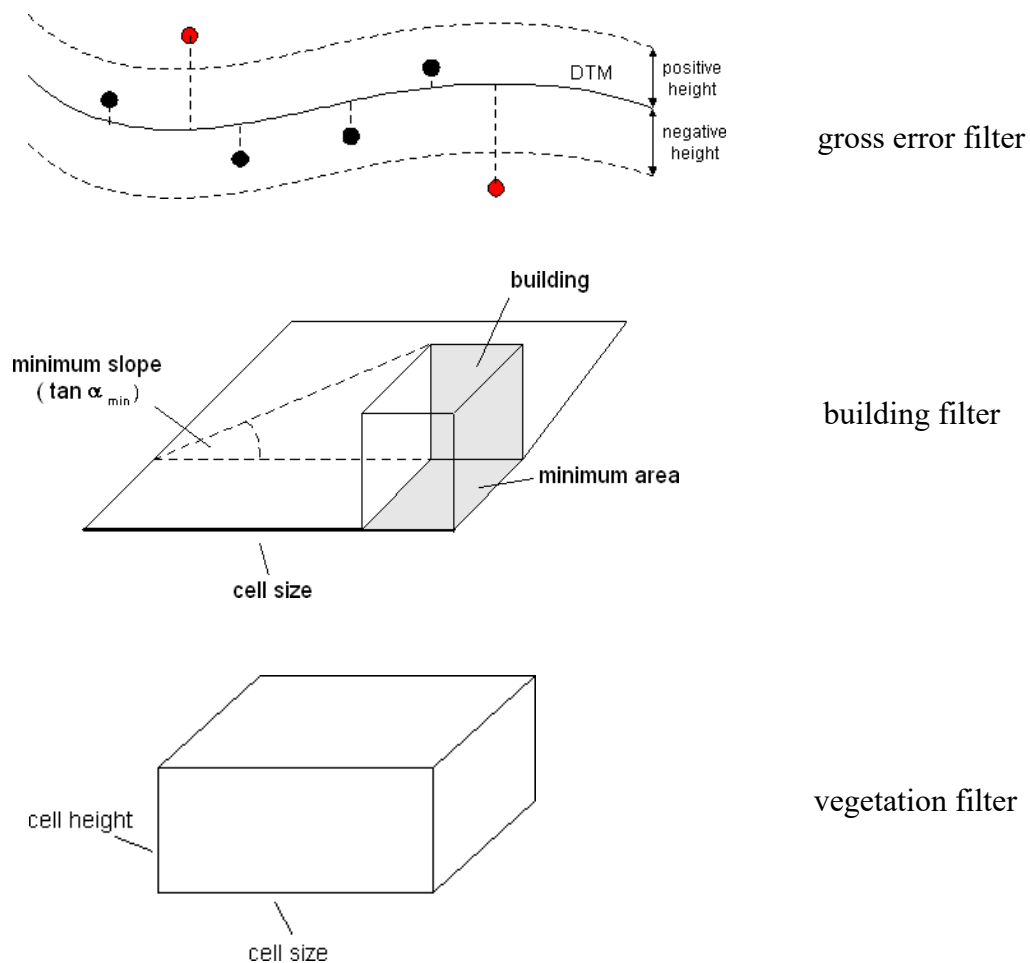 DTM
positive
height
negative
height
gross error filter
building
minimum slope
( tan α min )
building filter
minimum area
cell size
cell height
vegetation filter
cell size